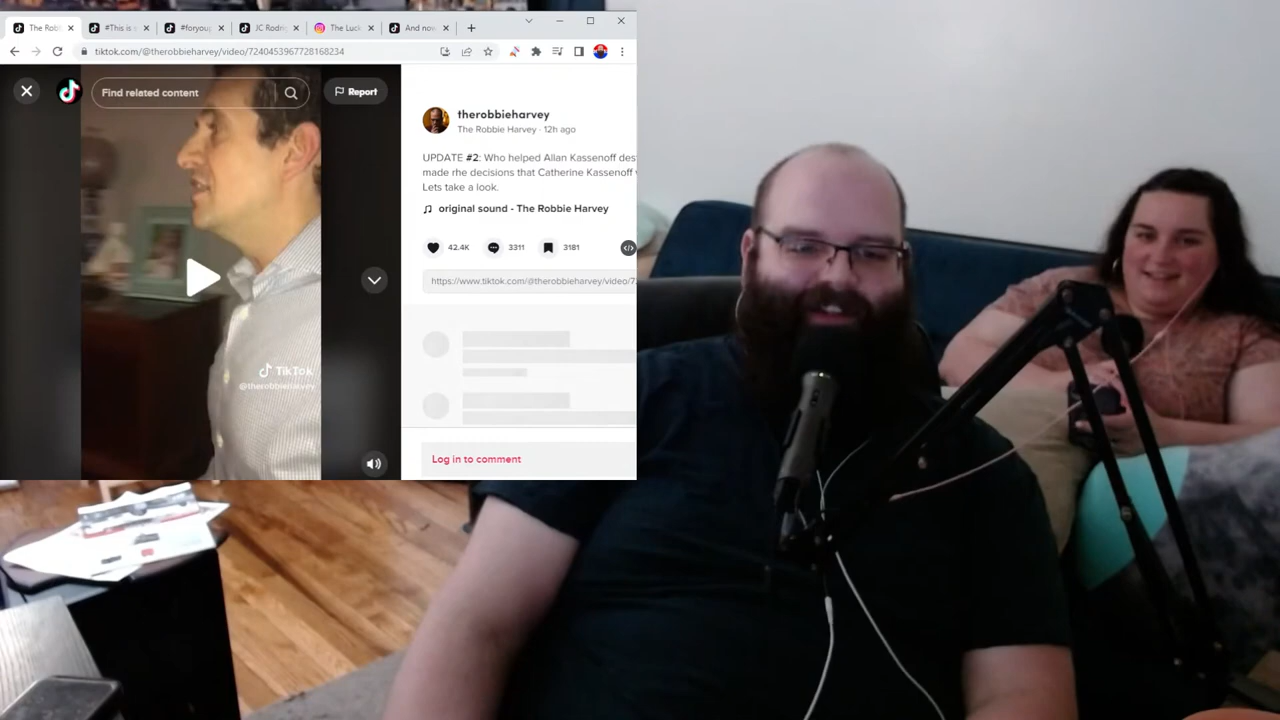 The Rob
#This is
#foryou
JC Rodri
The Luck
And now
tiktok.com/@therobbieharvey/video/7240453967728168234
Find related content
Report
therobbieharvey
The Robbie Harvey · 12h ago
UPDATE #2: Who helped Allan Kassenoff des
made rhe decisions that Catherine Kassenoff
Lets take a look.
original sound - The Robbie Harvey
42.4K
3311
3181
https://www.tiktok.com/@therobbieharvey/video/7
TikTok
@therobbieharvey
Log in to comment